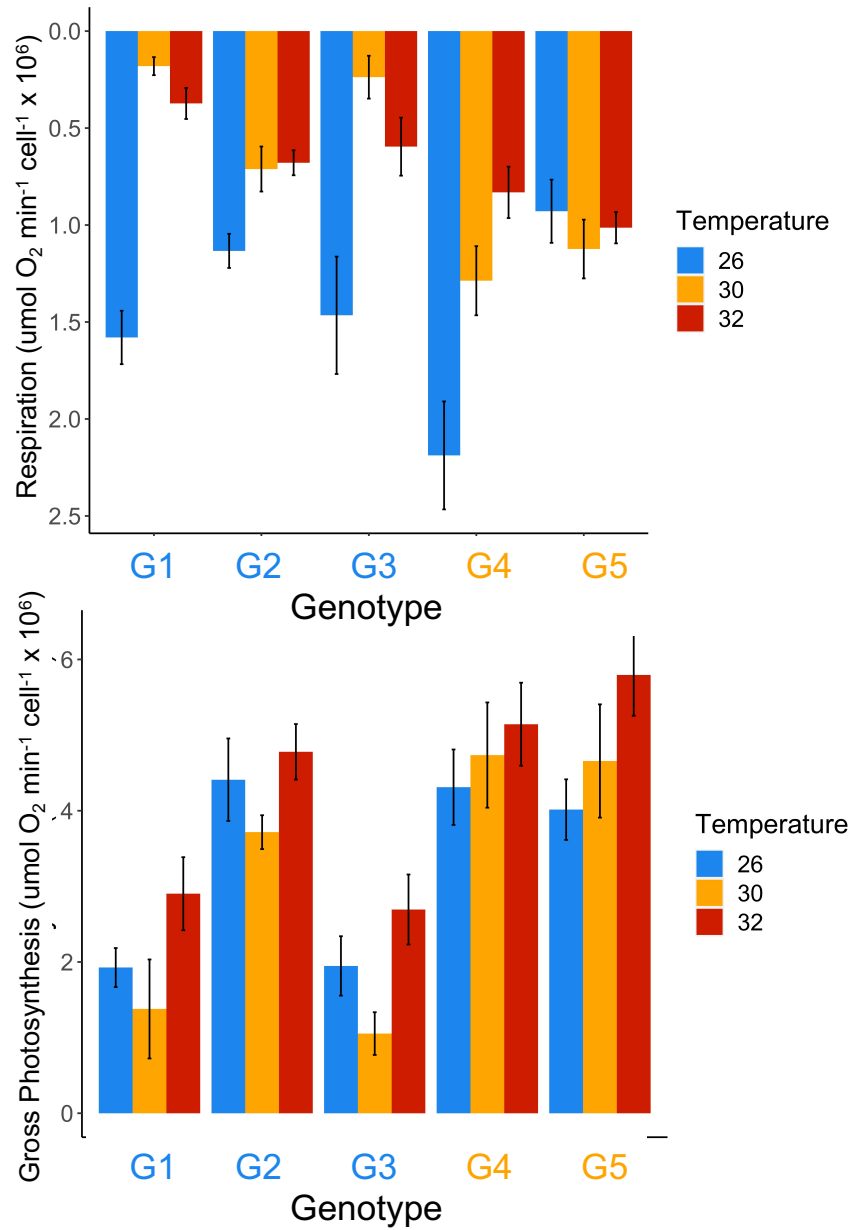 Respiration (umol O₂ min⁻¹ cell⁻¹ x 10⁶)
0.0
0.5
1.0
1.5
2.0
2.5
G1 G2 G3 G4 G5
Genotype
Temperature
26
30
32
Gross Photosynthesis (umol O₂ min⁻¹ cell⁻¹ x 10⁶)
6
4
2
0
G1 G2 G3 G4 G5
Genotype
Temperature
26
30
32